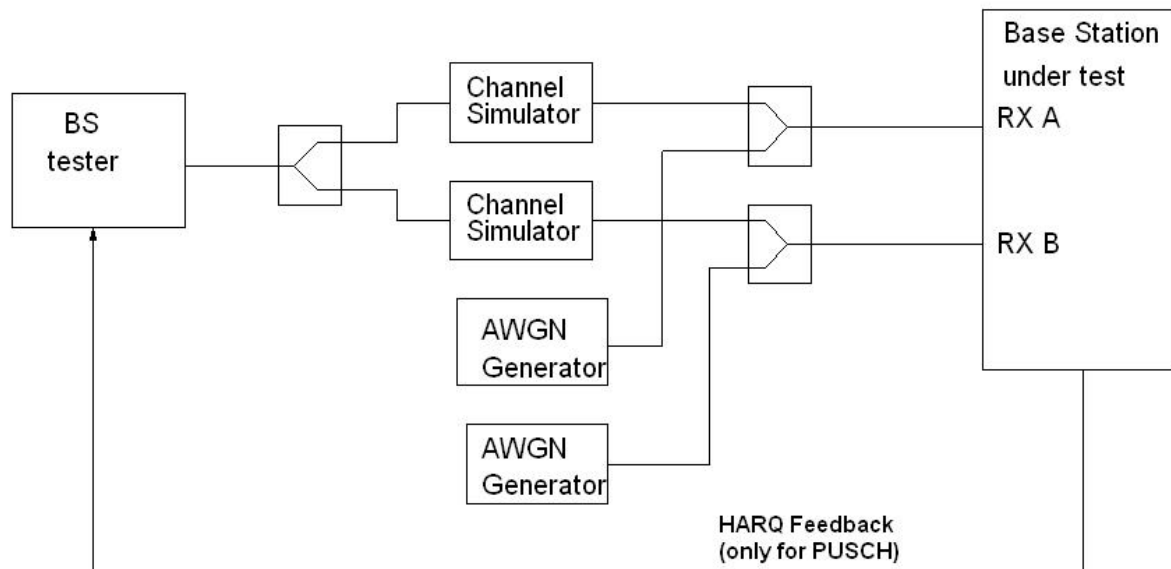 BS
tester
Channel
Simulator
Channel
Simulator
AWGN
Generator
AWGN
Generator
Base Station
under test
RX A
RX B
HARQ Feedback
(only for PUSCH)